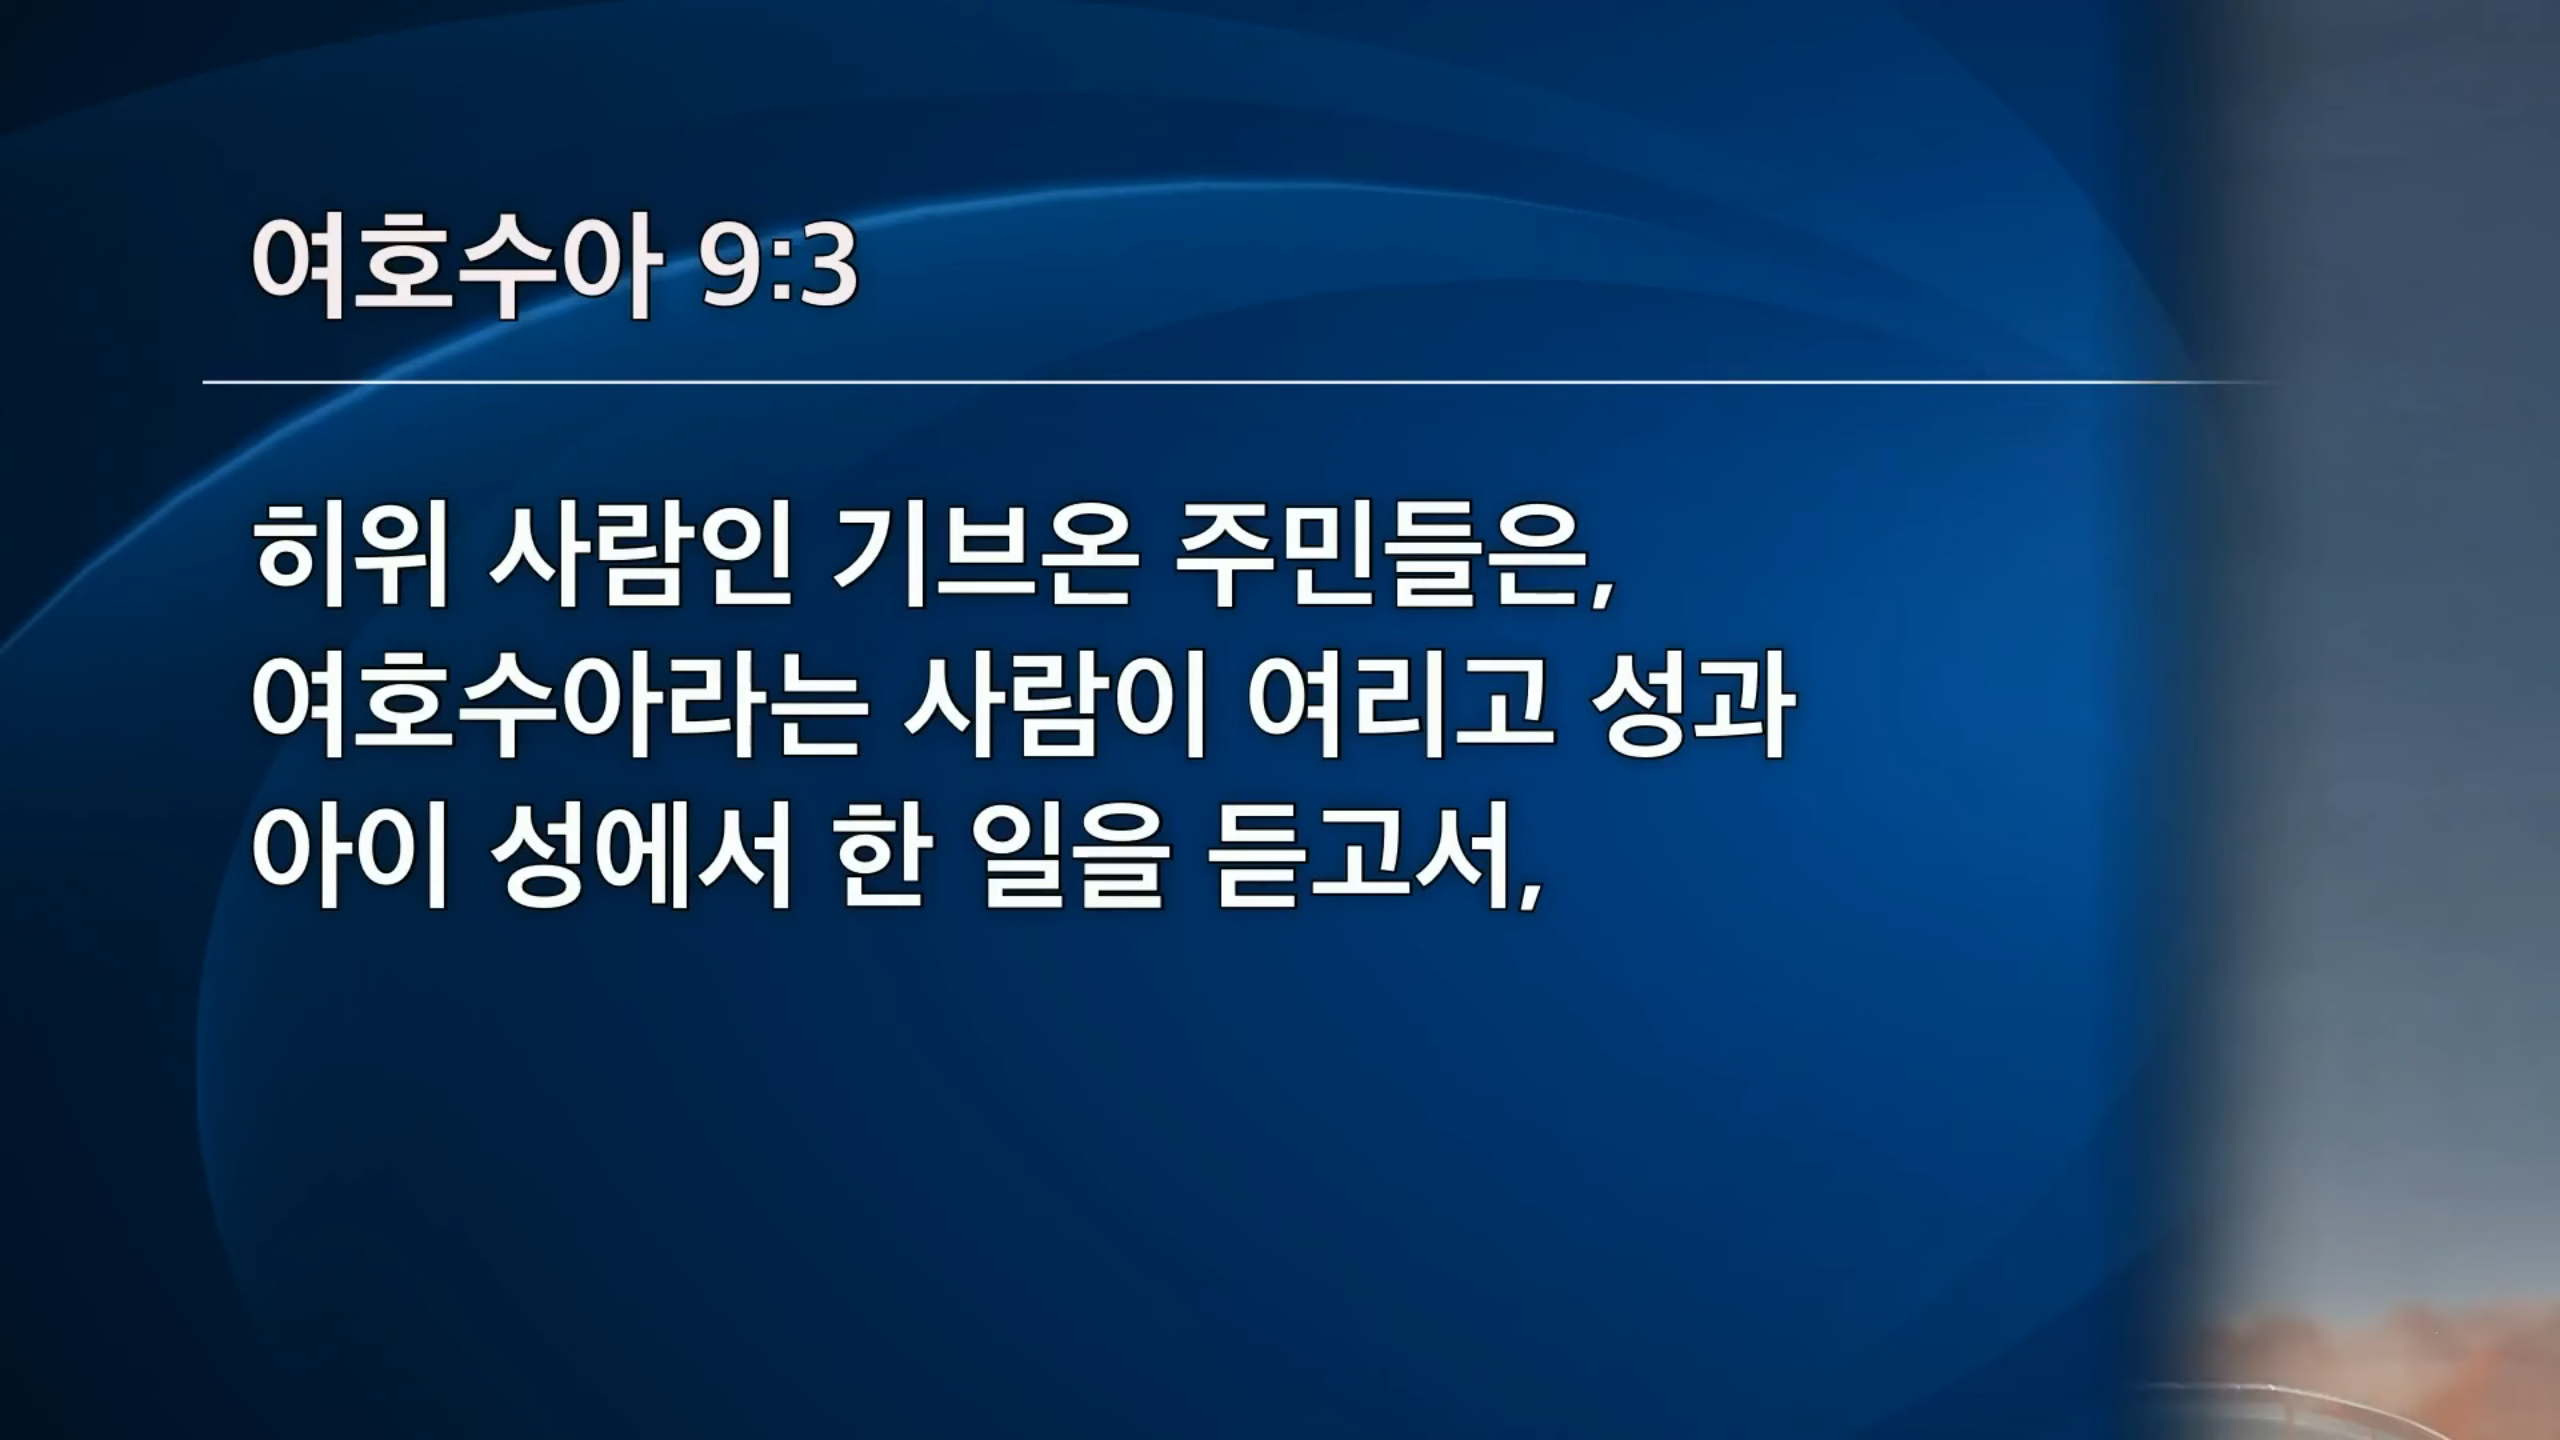 여호수아 9:3
히위 사람인 기브온 주민들은,
여호수아라는 사람이 여리고 성과
아이 성에서 한 일을 듣고서,